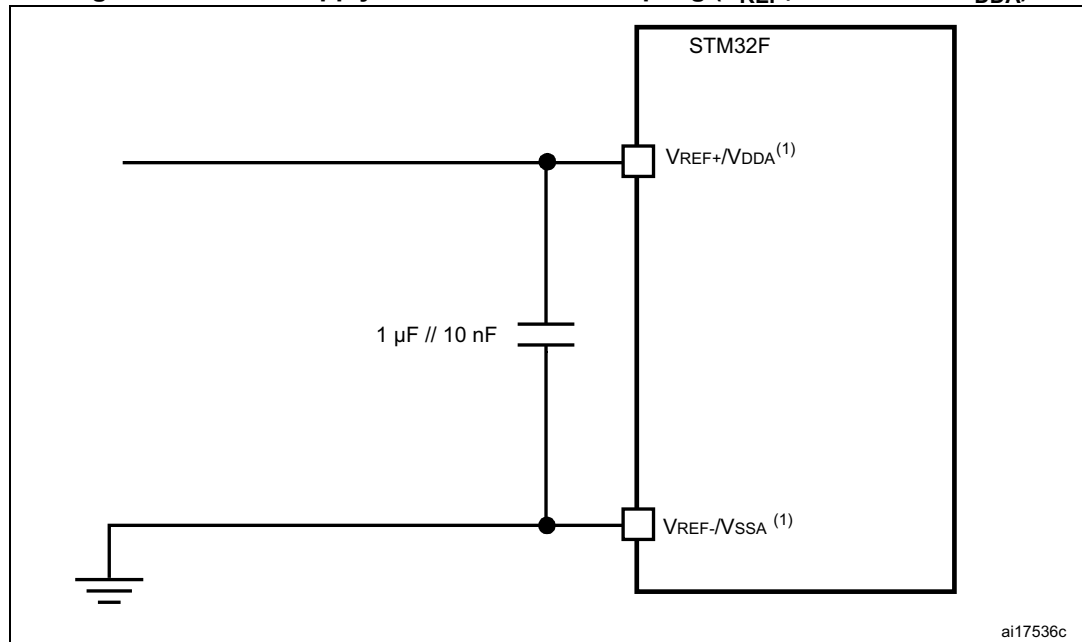 STM32F
VREF+/VDDA(1)
1 µF // 10 nF
VREF-/VSSA (1)
ai17536c